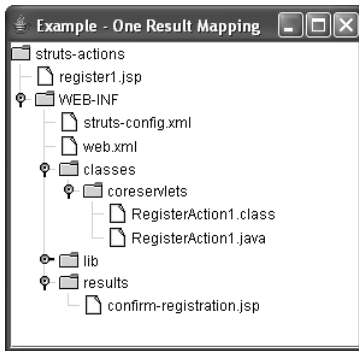 Example - One Result Mapping
struts-actions
register1.jsp
WEB-INF
struts-config.xml
web.xml
classes
coreservlets
RegisterAction1.class
RegisterAction1.java
lib
results
confirm-registration.jsp